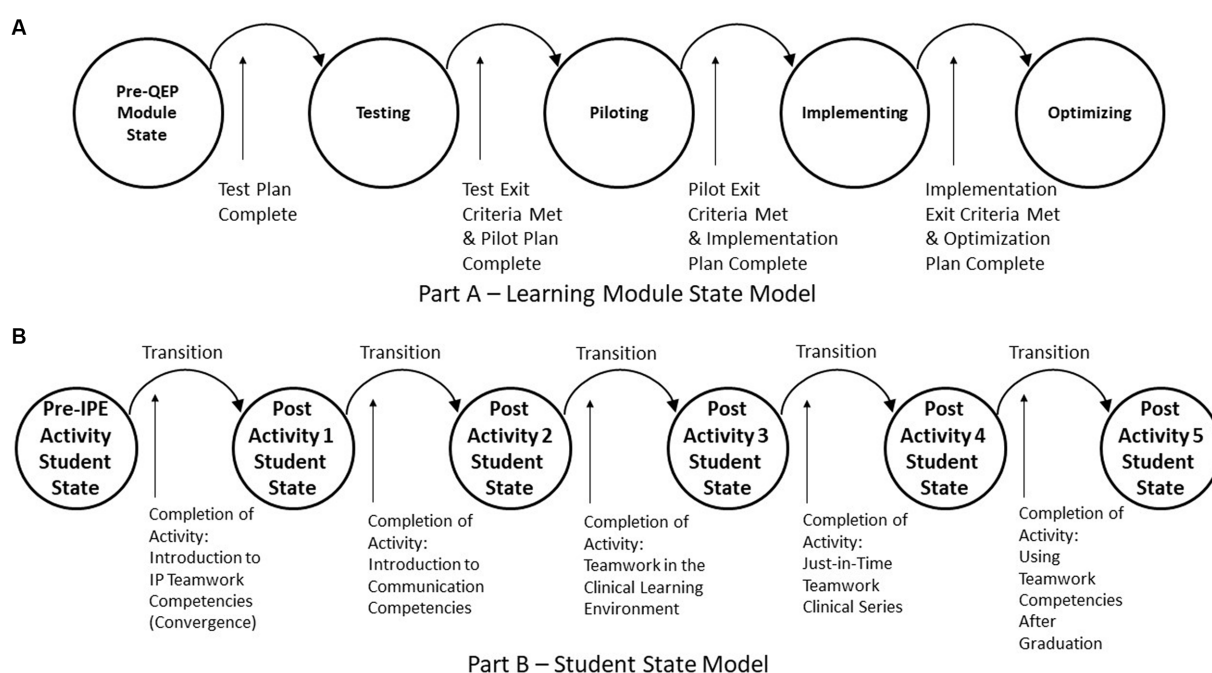 A
Pre-QEP
Module
State
Testing
Piloting
Implementing
Optimizing
Test Plan
Complete
Test Exit
Criteria Met
& Pilot Plan
Complete
Pilot Exit
Criteria Met
& Implementation
Plan Complete
Implementation
Exit Criteria Met
& Optimization
Plan Complete
Part A – Learning Module State Model
B
Transition
Transition
Transition
Transition
Transition
Pre-IPE
Activity
Student
State
Post
Activity 1
Student
State
Post
Activity 2
Student
State
Post
Activity 3
Student
State
Post
Activity 4
Student
State
Post
Activity 5
Student
State
Completion of
Activity:
Introduction to
IP Teamwork
Competencies
(Convergence)
Completion of
Activity:
Introduction to
Communication
Competencies
Completion of
Activity:
Teamwork in the
Clinical Learning
Environment
Completion of
Activity:
Just-in-Time
Teamwork
Clinical Series
Completion of
Activity:
Using
Teamwork
Competencies
After
Graduation
Part B – Student State Model